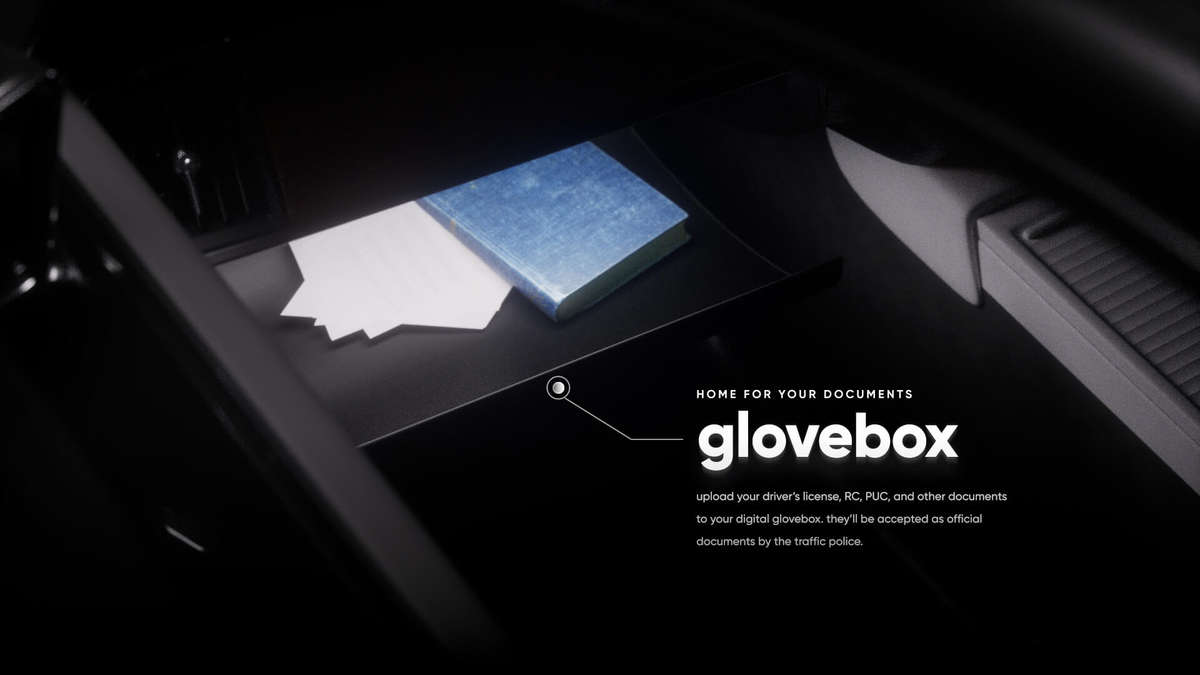 HOME FOR YOUR DOCUMENTS
glovebox
upload your driver's license, RC, PUC, and other documents
to your digital glovebox. they'll be accepted as official
documents by the traffic police.